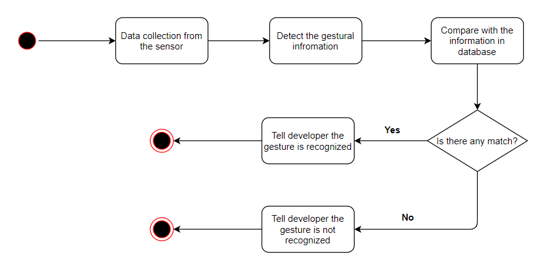 Data collection from
the sensor
Detect the gestural
infromation
Compare with the
information in
database
Is there any match?
Yes
Tell developer the
gesture is recognized
No
Tell developer the
gesture is not
recognized